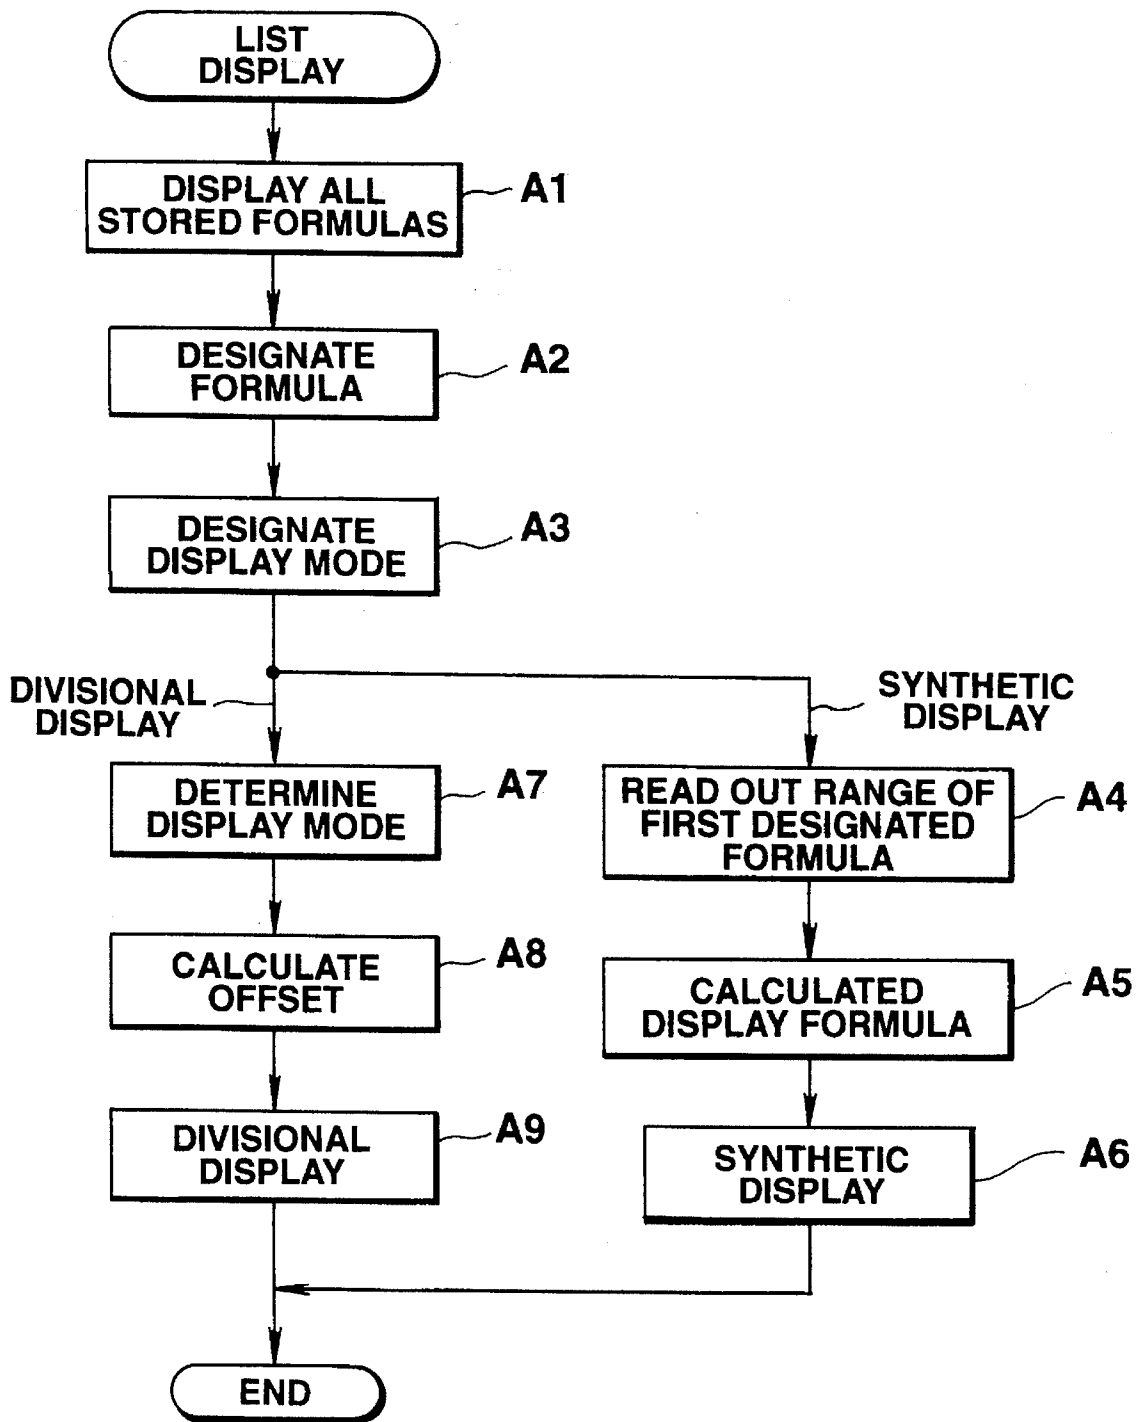 LIST
DISPLAY
DISPLAY ALL
STORED FORMULAS
A1
DESIGNATE
FORMULA
A2
DESIGNATE
DISPLAY MODE
A3
DIVISIONAL
DISPLAY
SYNTHETIC
DISPLAY
DETERMINE
DISPLAY MODE
A7
READ OUT RANGE OF
FIRST DESIGNATED
FORMULA
A4
CALCULATE
OFFSET
A8
CALCULATED
DISPLAY FORMULA
A5
DIVISIONAL
DISPLAY
A9
SYNTHETIC
DISPLAY
A6
END